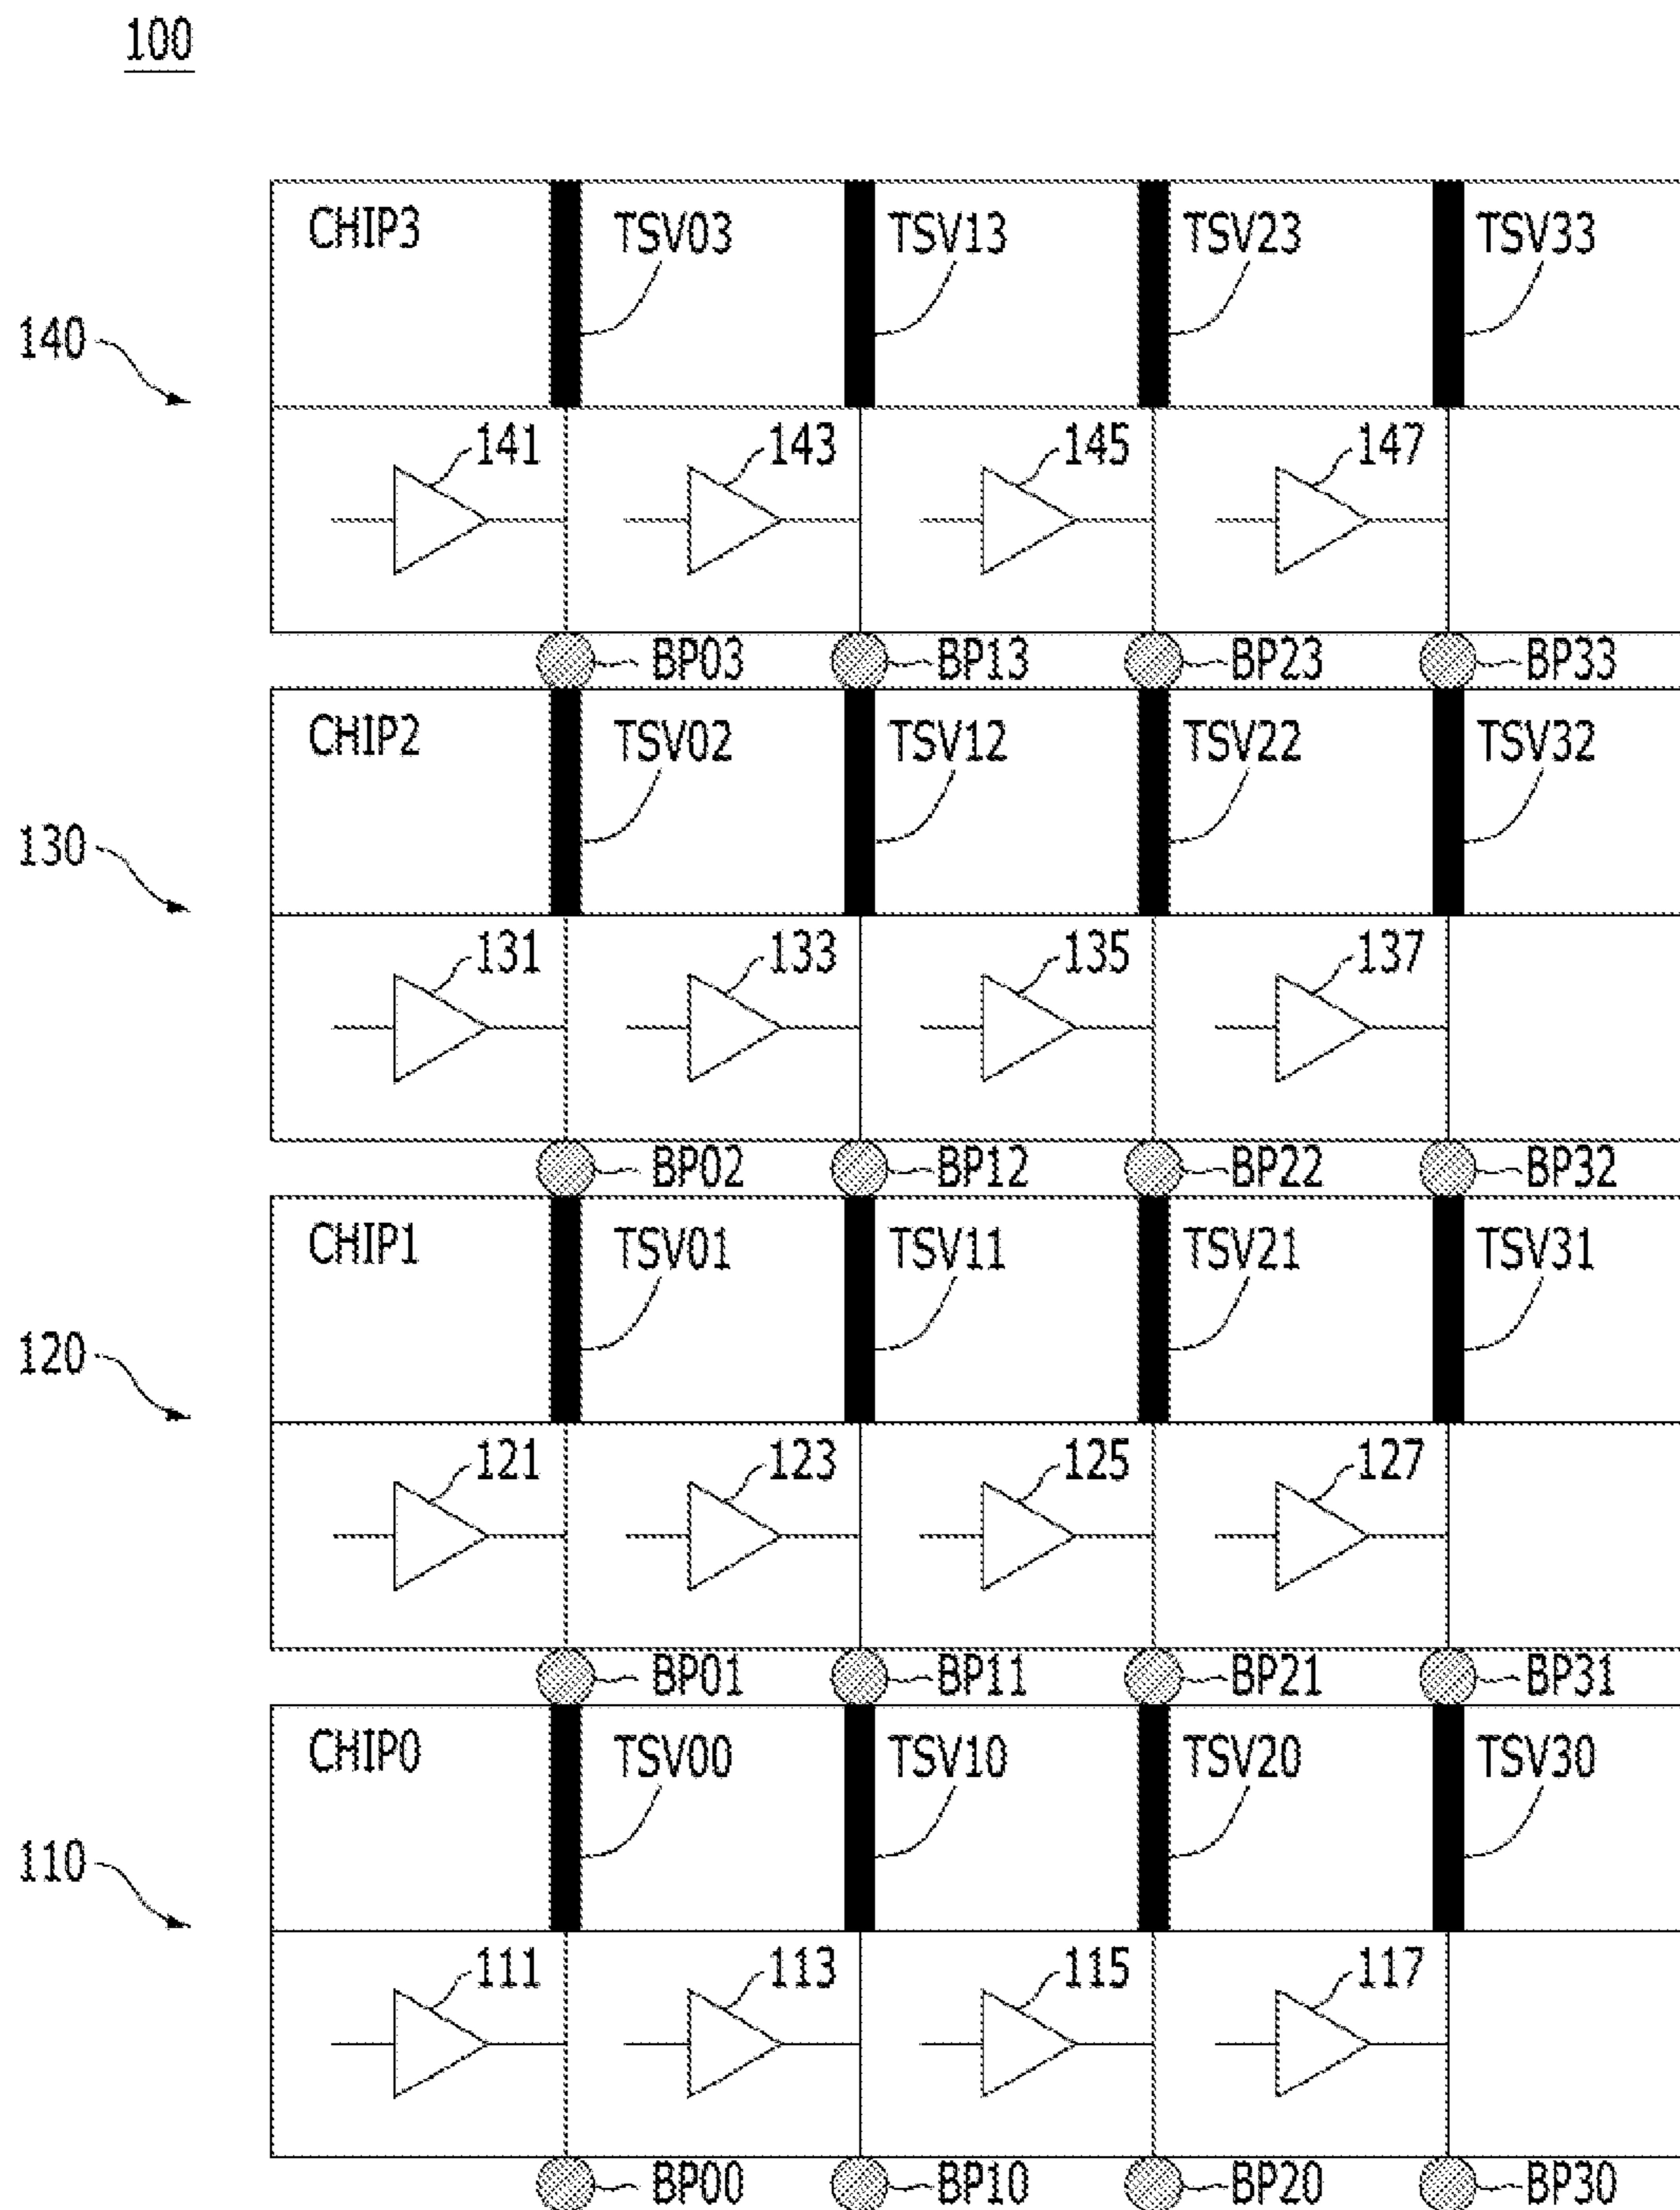 100
CHIP3 TSV03 TSV13 TSV23 TSV33
140
141 143 145 147
BP03 BP13 BP23 BP33
CHIP2 TSV02 TSV12 TSV22 TSV32
130
131 133 135 137
BP02 BP12 BP22 BP32
CHIP1 TSV01 TSV11 TSV21 TSV31
120
121 123 125 127
BP01 BP11 BP21 BP31
CHIP0 TSV00 TSV10 TSV20 TSV30
110
111 113 115 117
BP00 BP10 BP20 BP30